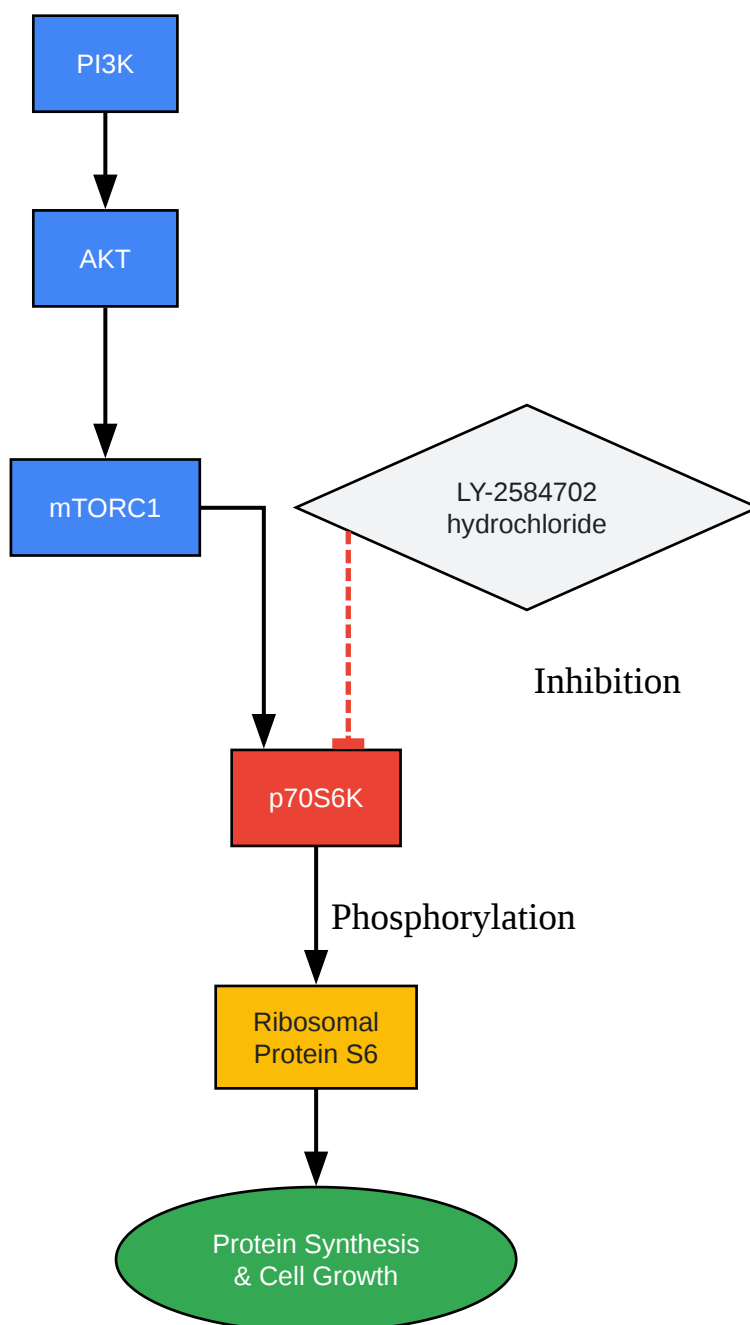 PI3K
AKT
mTORC1
LY-2584702
hydrochloride
Inhibition
p70S6K
Phosphorylation
Ribosomal
Protein S6
Protein Synthesis
& Cell Growth